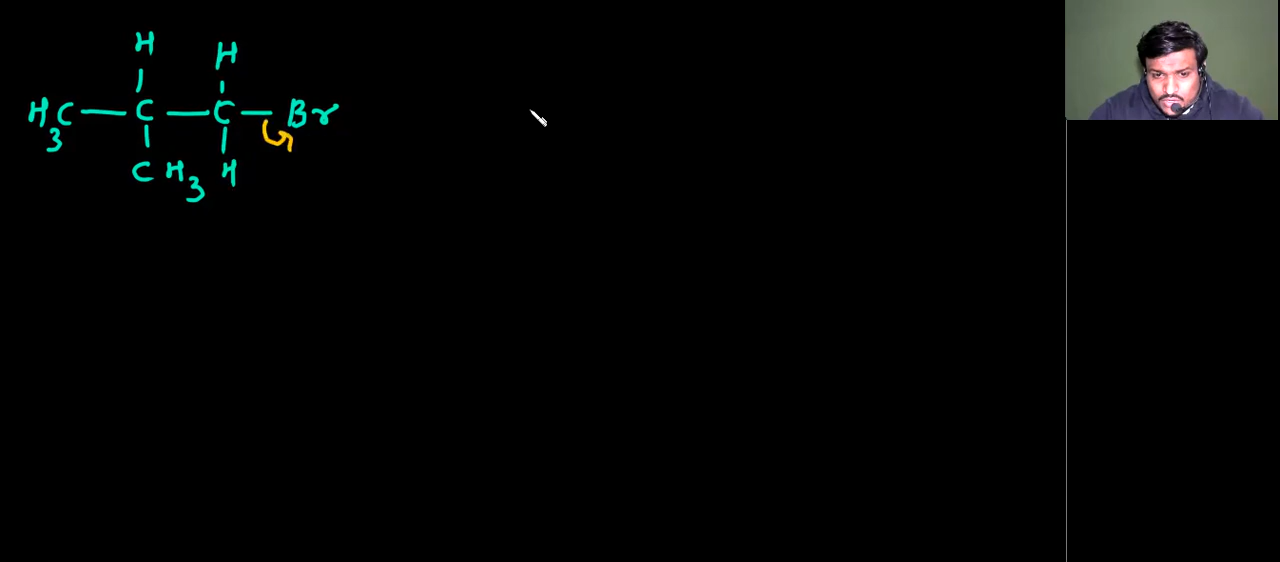 H H
H3C — C — C — Br
CH3 H